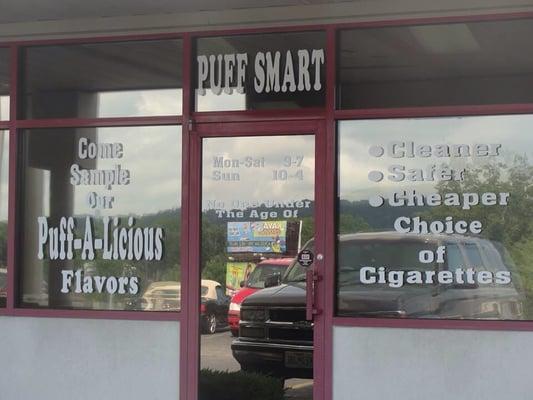 PUFF SMART
Come
Sample
Our
Puff-A-Licious
Flavors
Mon-Sat 9-7
Sun 10-4
No One Under
The Age Of
• Cleaner
• Safer
• Cheaper
Choice
of
Cigarettes